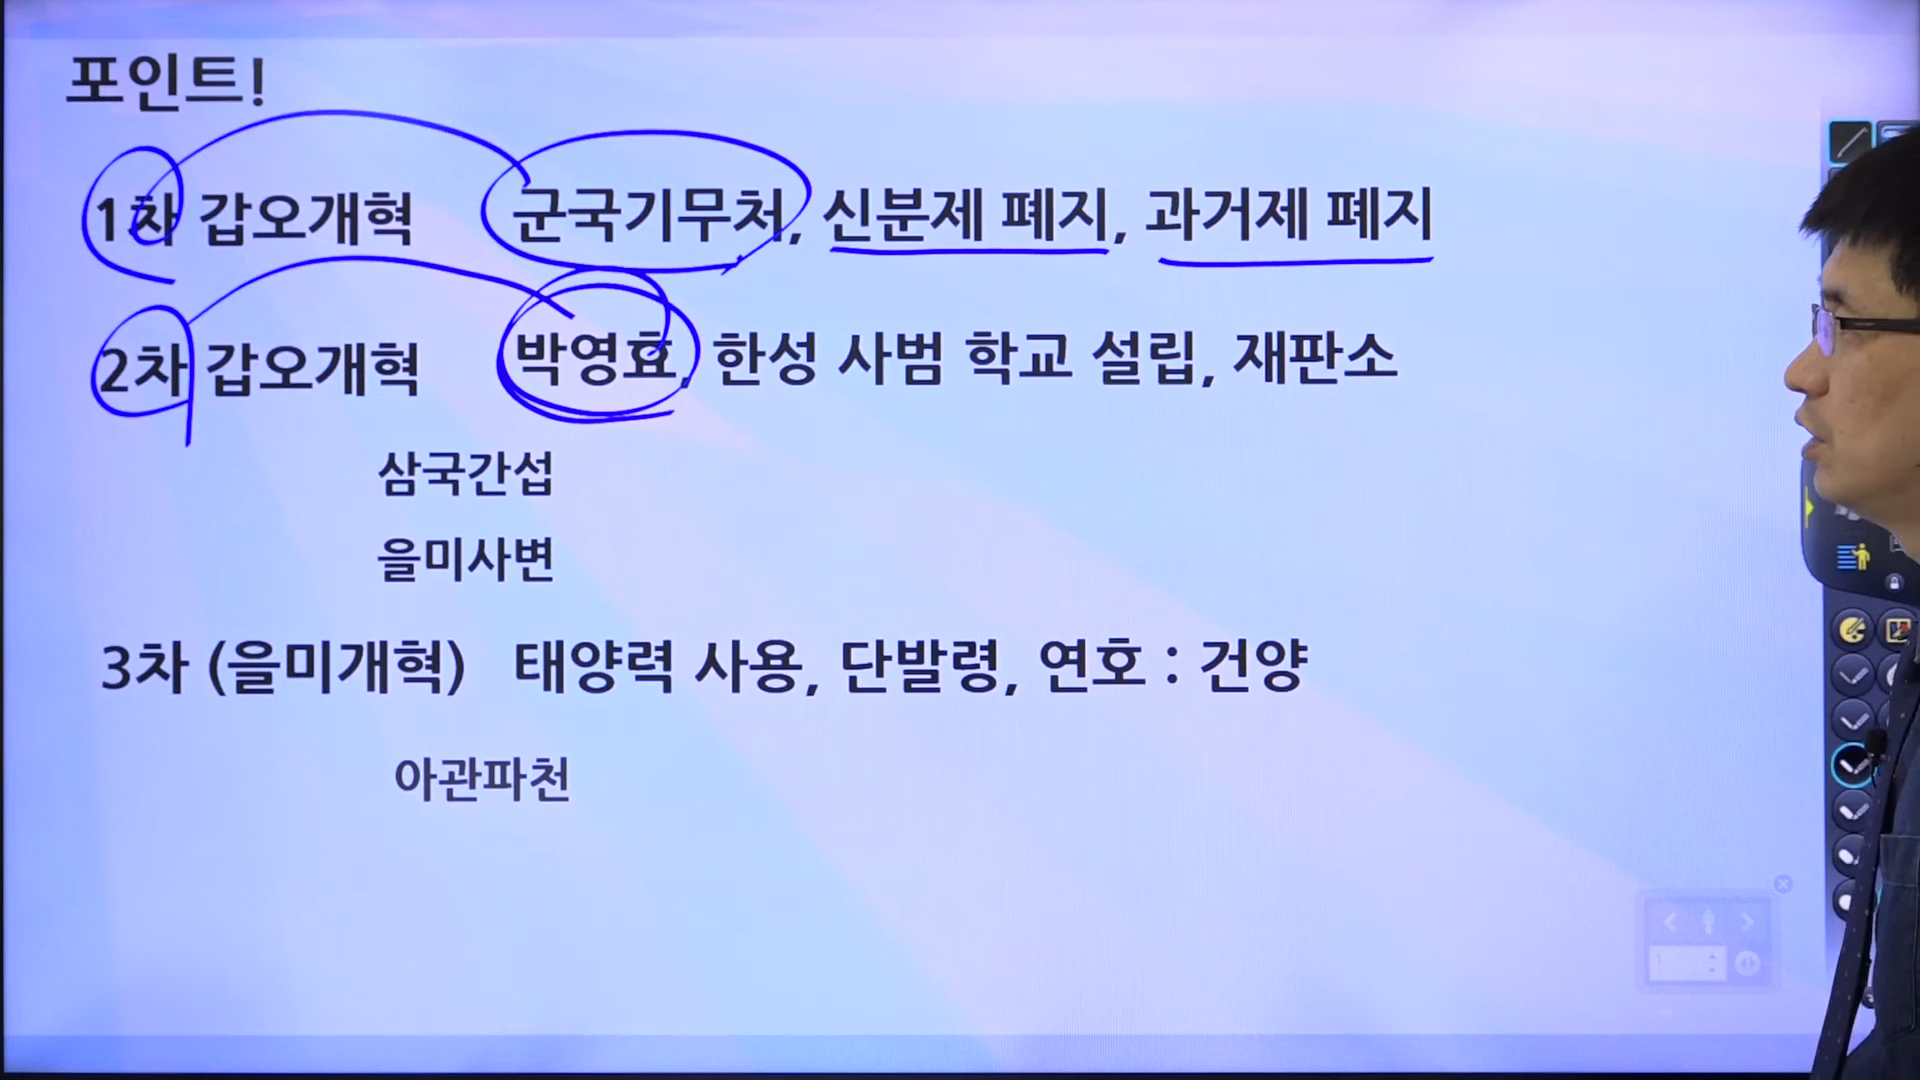 포인트!
1차 갑오개혁 군국기무처, 신분제 폐지, 과거제 폐지
2차 갑오개혁 박영효, 한성 사범 학교 설립, 재판소
삼국간섭
을미사변
3차 (을미개혁) 태양력 사용, 단발령, 연호 : 건양
아관파천